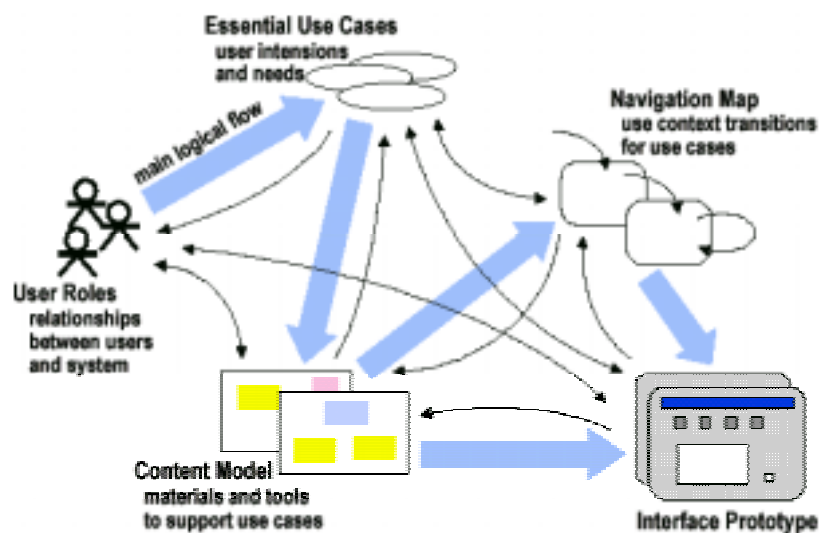 Essential Use Cases
user intensions
and needs
main logical flow
Navigation Map
use context transitions
for use cases
User Roles
relationships
between users
and system
Content Model
materials and tools
to support use cases
Interface Prototype